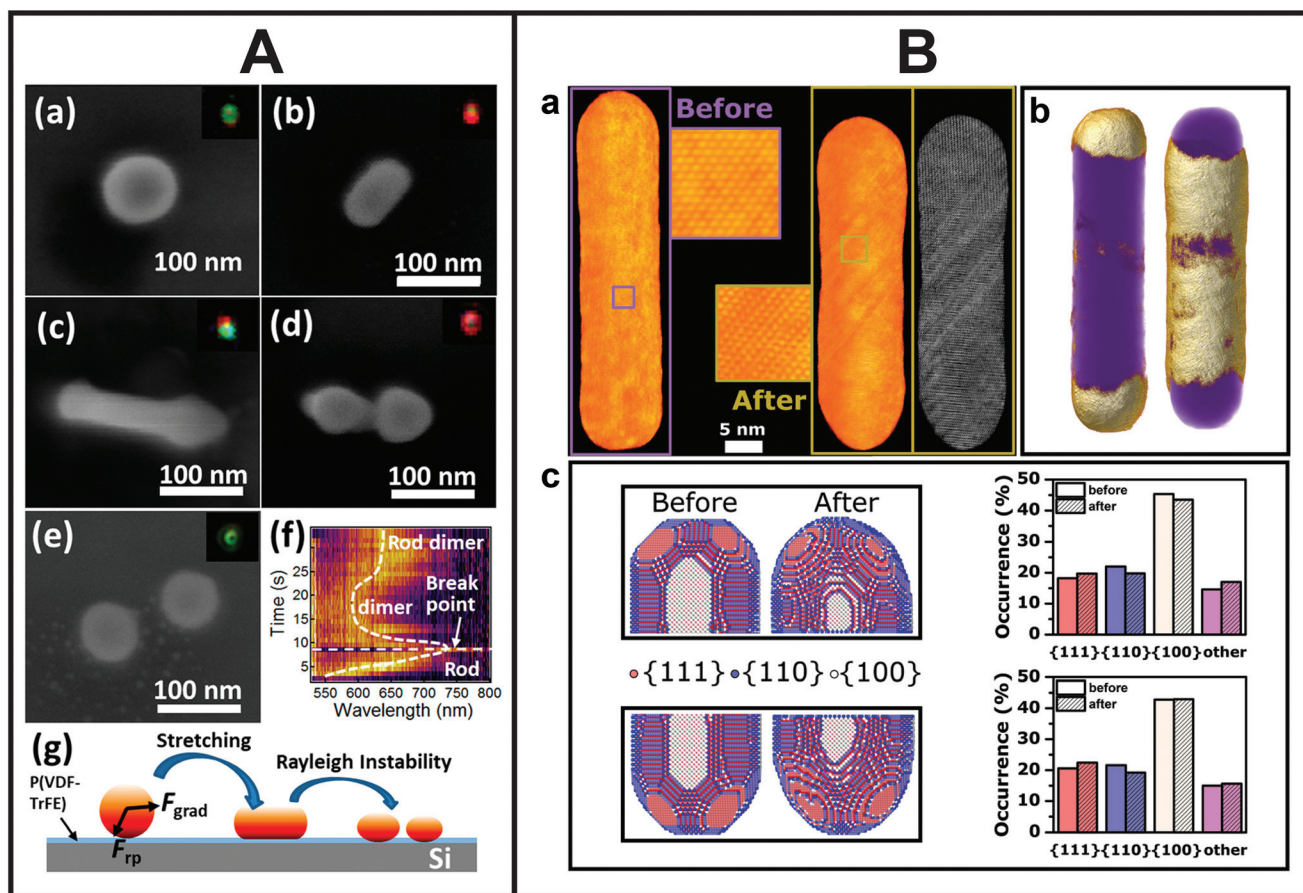 A
(a)
100 nm
(b)
100 nm
(c)
100 nm
(d)
100 nm
(e)
100 nm
(f)
Time (s)
25
20
15
10
5
Rod dimer
Break
point
dimer
Rod
550 600 650 700 750 800
Wavelength (nm)
(g)
Stretching
Rayleigh Instability
P(VDF-
TrFE)
Fgrad
Frp
Si
B
a
Before
After
5 nm
b
c
Before
After
{111} {110} {100}
Occurrence (%)
50
40
30
20
10
0
before
after
{111} {110} {100} other
Occurrence (%)
50
40
30
20
10
0
before
after
{111} {110} {100} other